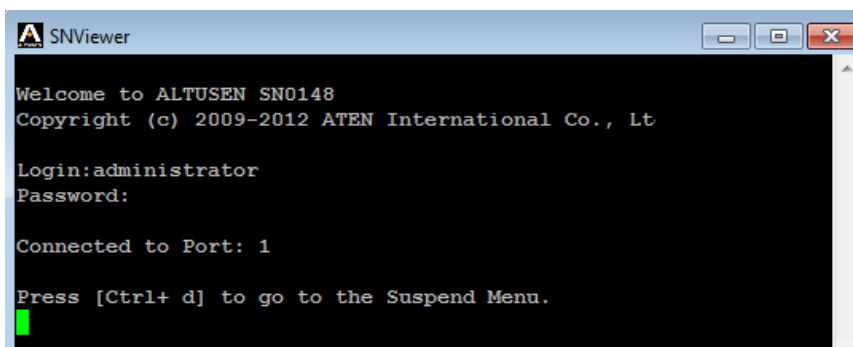 SNViewer
Welcome to ALTUSEN SN0148
Copyright (c) 2009-2012 ATEN International Co., Lt
Login:administrator
Password:
Connected to Port: 1
Press [Ctrl+ d] to go to the Suspend Menu.